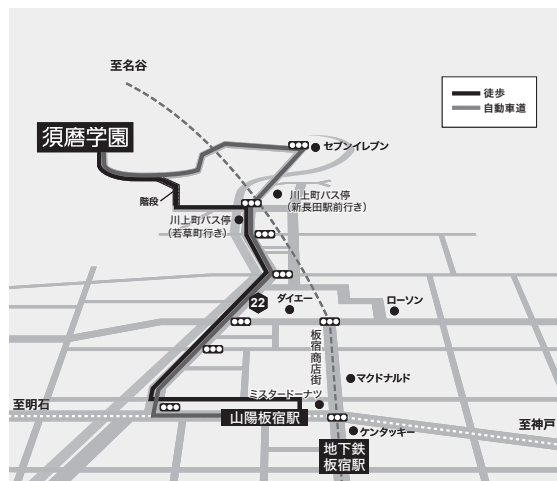 至名谷
徒歩
自動車道
須磨学園
セブンイレブン
階段
川上町バス停
(新長田駅前行き)
川上町バス停
(若草町行き)
22
ダイエー
ローソン
板宿商店街
マクドナルド
ミスタードーナツ
至明石
山陽板宿駅
至神戸
ケンタッキー
地下鉄
板宿駅